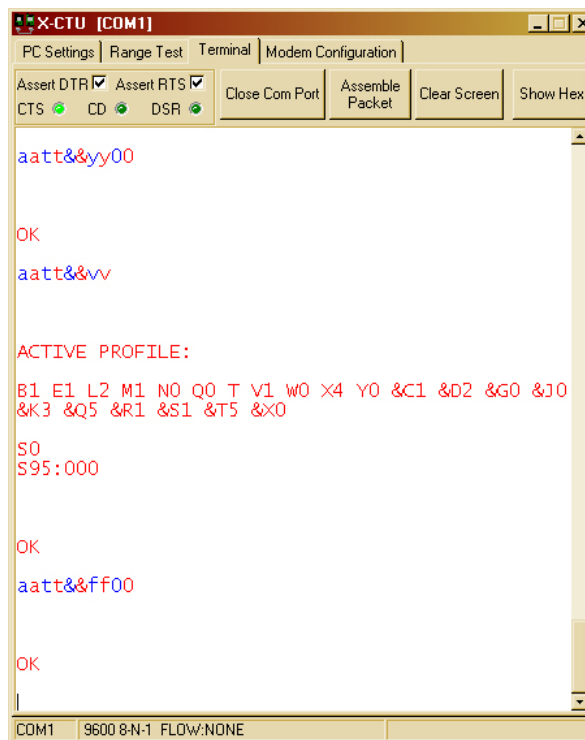 X-CTU [COM1]
PC Settings Range Test Terminal Modem Configuration
Assert DTR Assert RTS
CTS CD DSR
Close Com Port
Assemble
Packet
Clear Screen
Show Hex
aatt&&yy00
OK
aatt&&vv
ACTIVE PROFILE:
B1 E1 L2 M1 N0 Q0 T V1 W0 X4 Y0 &C1 &D2 &G0 &J0
&K3 &Q5 &R1 &S1 &T5 &X0
S0
S95:000
OK
aatt&&ff00
OK
COM1 9600 8-N-1 FLOW:NONE